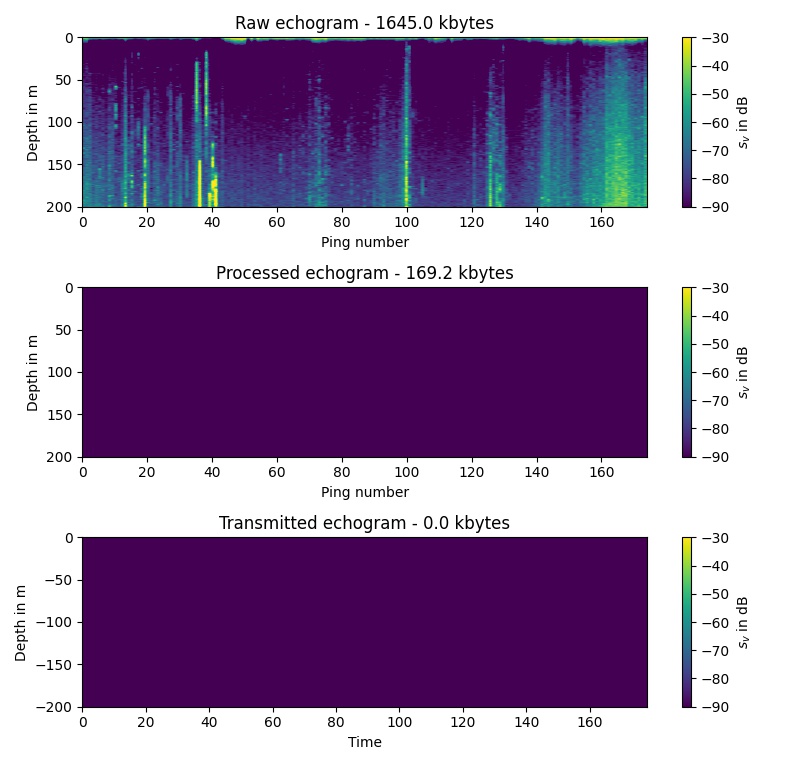 Raw echogram - 1645.0 kbytes
0
50
100
150
200
Depth in m
0 20 40 60 80 100 120 140 160
Ping number
−30
−40
−50
−60
−70
−80
−90
s_v in dB
Processed echogram - 169.2 kbytes
0
50
100
150
200
Depth in m
0 20 40 60 80 100 120 140 160
Ping number
−30
−40
−50
−60
−70
−80
−90
s_v in dB
Transmitted echogram - 0.0 kbytes
0
−50
−100
−150
−200
Depth in m
0 20 40 60 80 100 120 140 160
Time
−30
−40
−50
−60
−70
−80
−90
s_v in dB